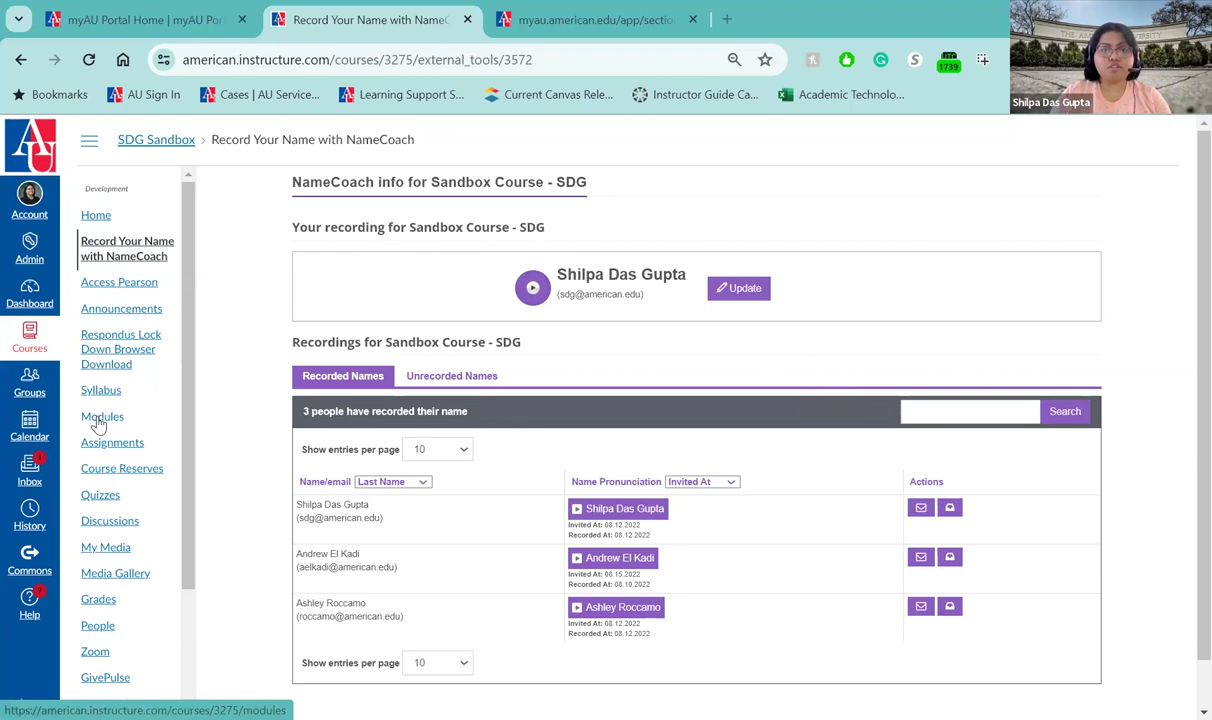 myAU Portal Home | myAU Por
Record Your Name with NameC
myau.american.edu/app/sectio
american.instructure.com/courses/3275/external_tools/3572
1739
Bookmarks
AU Sign In
Cases | AU Service...
Learning Support S...
Current Canvas Rele...
Instructor Guide Ca...
Academic Technolo...
Shilpa Das Gupta
AU
SDG Sandbox > Record Your Name with NameCoach
Account
Admin
Dashboard
Courses
Groups
Calendar
Inbox
History
Commons
Help
Development
Home
Record Your Name
with NameCoach
Access Pearson
Announcements
Respondus Lock
Down Browser
Download
Syllabus
Modules
Assignments
Course Reserves
Quizzes
Discussions
My Media
Media Gallery
Grades
People
Zoom
GivePulse
NameCoach info for Sandbox Course - SDG
Your recording for Sandbox Course - SDG
Shilpa Das Gupta
(sdg@american.edu)
Update
Recordings for Sandbox Course - SDG
Recorded Names
Unrecorded Names
3 people have recorded their name
Search
Show entries per page 10
Name/email Last Name
Name Pronunciation Invited At
Actions
Shilpa Das Gupta
(sdg@american.edu)
Shilpa Das Gupta
Invited At: 08.12.2022
Recorded At: 08.12.2022
Andrew El Kadi
(aelkadi@american.edu)
Andrew El Kadi
Invited At: 08.15.2022
Recorded At: 08.10.2022
Ashley Roccamo
(roccamo@american.edu)
Ashley Roccamo
Invited At: 08.12.2022
Recorded At: 08.12.2022
Show entries per page 10
https://american.instructure.com/courses/3275/modules